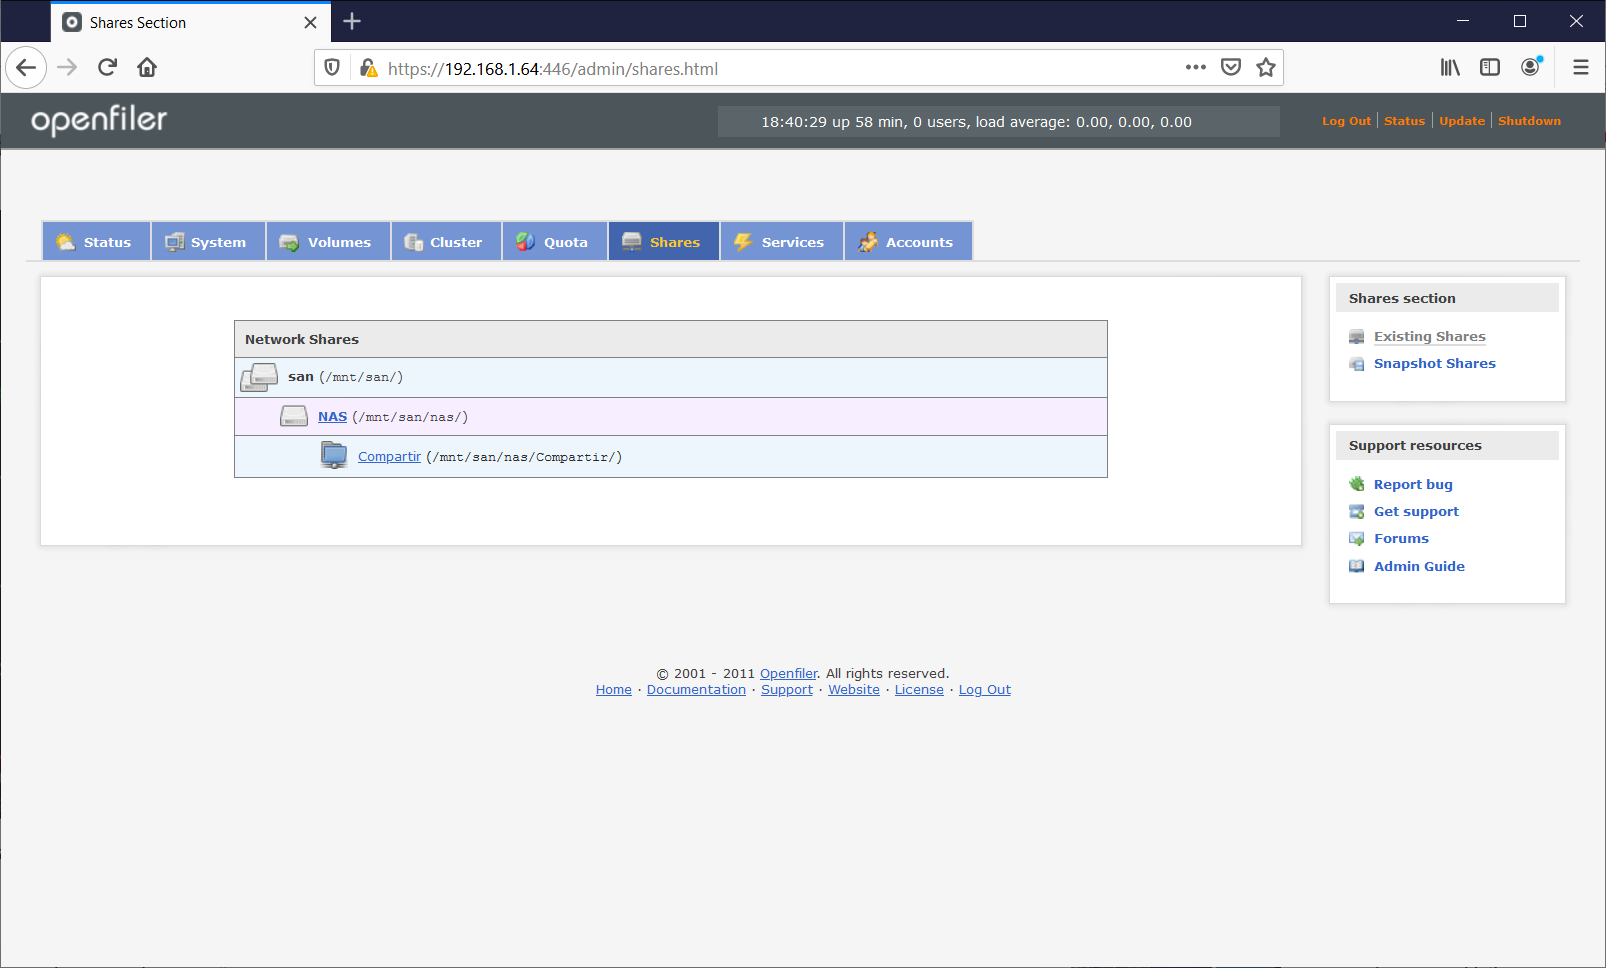 Shares Section
https://192.168.1.64:446/admin/shares.html
openfiler
18:40:29 up 58 min, 0 users, load average: 0.00, 0.00, 0.00
Log Out Status Update Shutdown
Status System Volumes Cluster Quota Shares Services Accounts
Network Shares
san (/mnt/san/)
NAS (/mnt/san/nas/)
Compartir (/mnt/san/nas/Compartir/)
Shares section
Existing Shares
Snapshot Shares
Support resources
Report bug
Get support
Forums
Admin Guide
© 2001 - 2011 Openfiler. All rights reserved.
Home · Documentation · Support · Website · License · Log Out